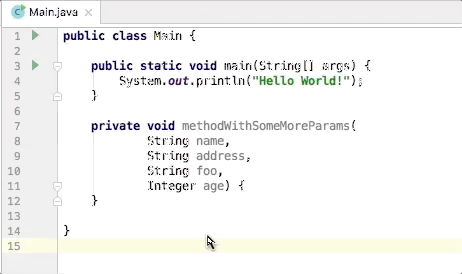 Main.java
1 public class Main {
2
3     public static void main(String[] args) {
4         System.out.println("Hello World!");
5     }
6
7     private void methodWithSomeMoreParams(
8             String name,
9             String address,
10             String foo,
11             Integer age) {
12     }
13
14 }
15